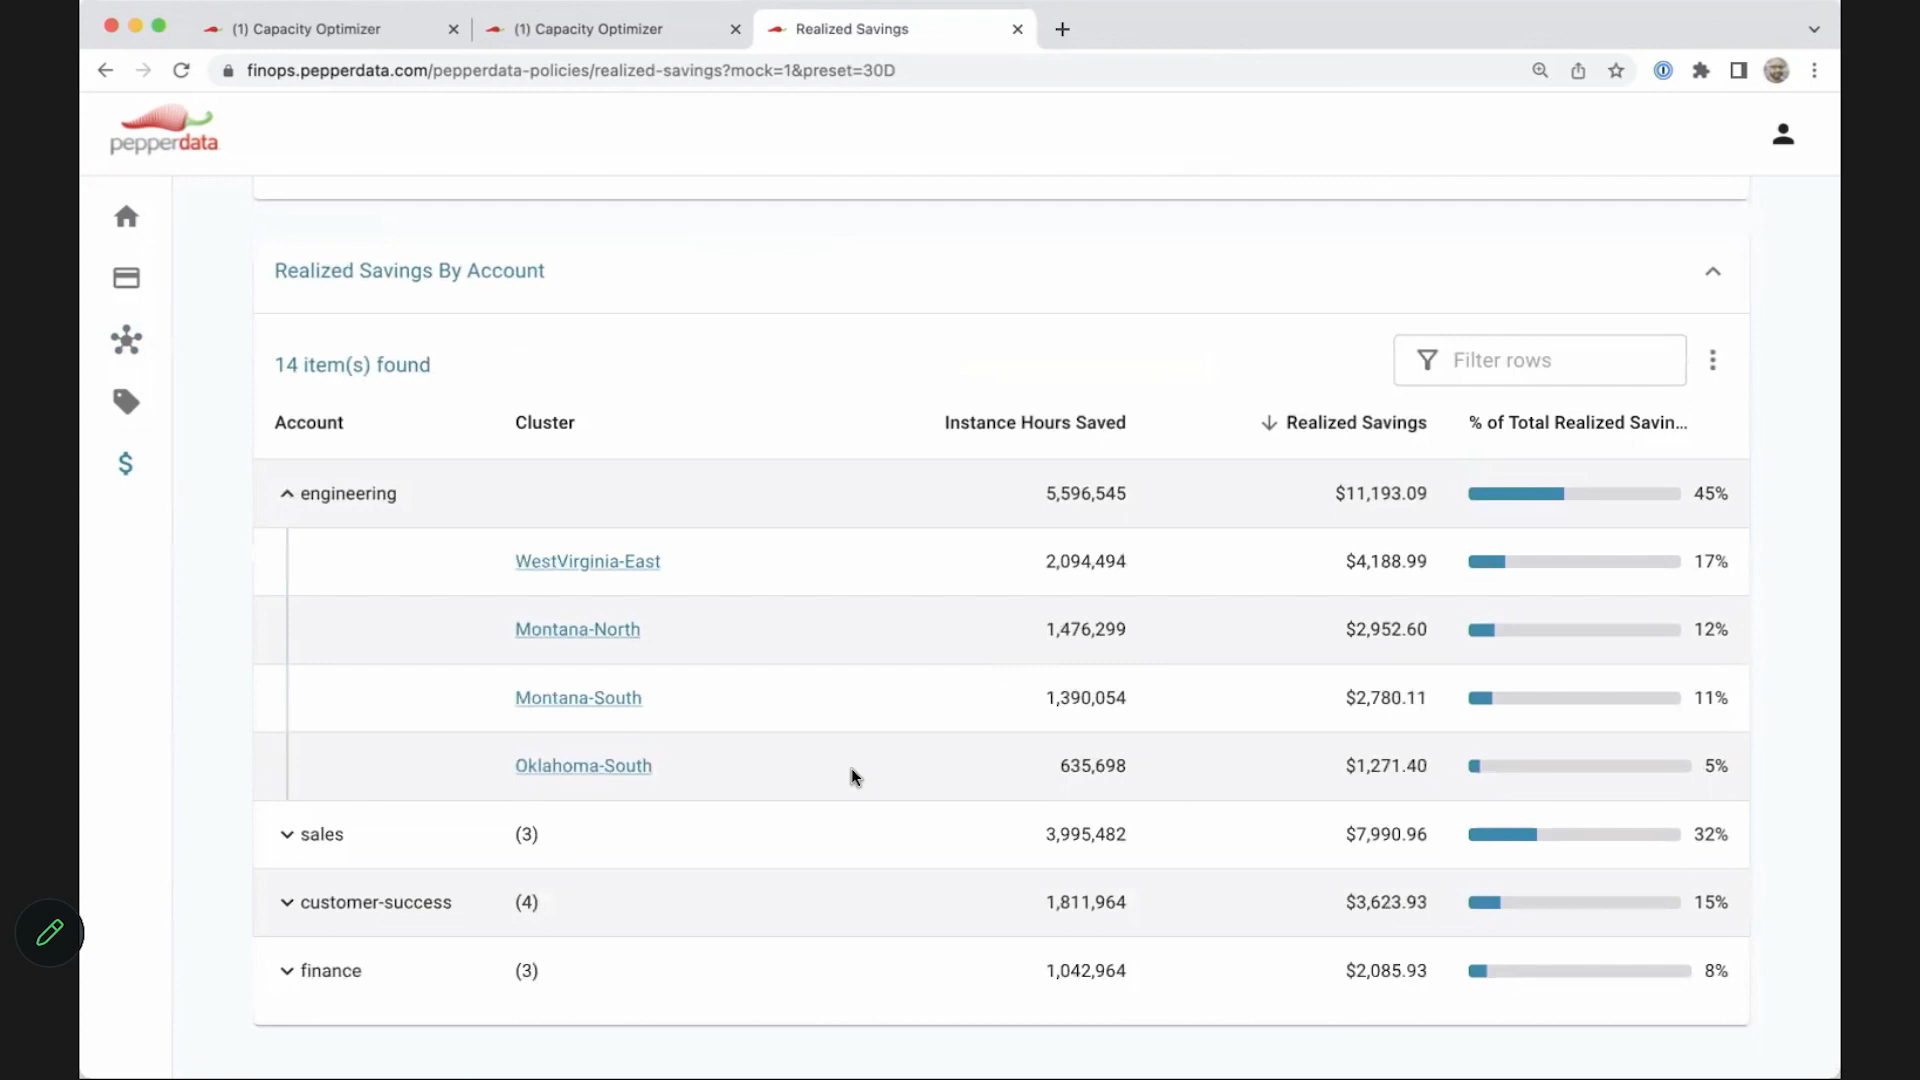 (1) Capacity Optimizer
(1) Capacity Optimizer
Realized Savings
finops.pepperdata.com/pepperdata-policies/realized-savings?mock=1&preset=30D
pepperdata
Realized Savings By Account
14 item(s) found
Filter rows
Account Cluster Instance Hours Saved Realized Savings % of Total Realized Savin...
engineering 5,596,545 $11,193.09 45%
WestVirginia-East 2,094,494 $4,188.99 17%
Montana-North 1,476,299 $2,952.60 12%
Montana-South 1,390,054 $2,780.11 11%
Oklahoma-South 635,698 $1,271.40 5%
sales (3) 3,995,482 $7,990.96 32%
customer-success (4) 1,811,964 $3,623.93 15%
finance (3) 1,042,964 $2,085.93 8%